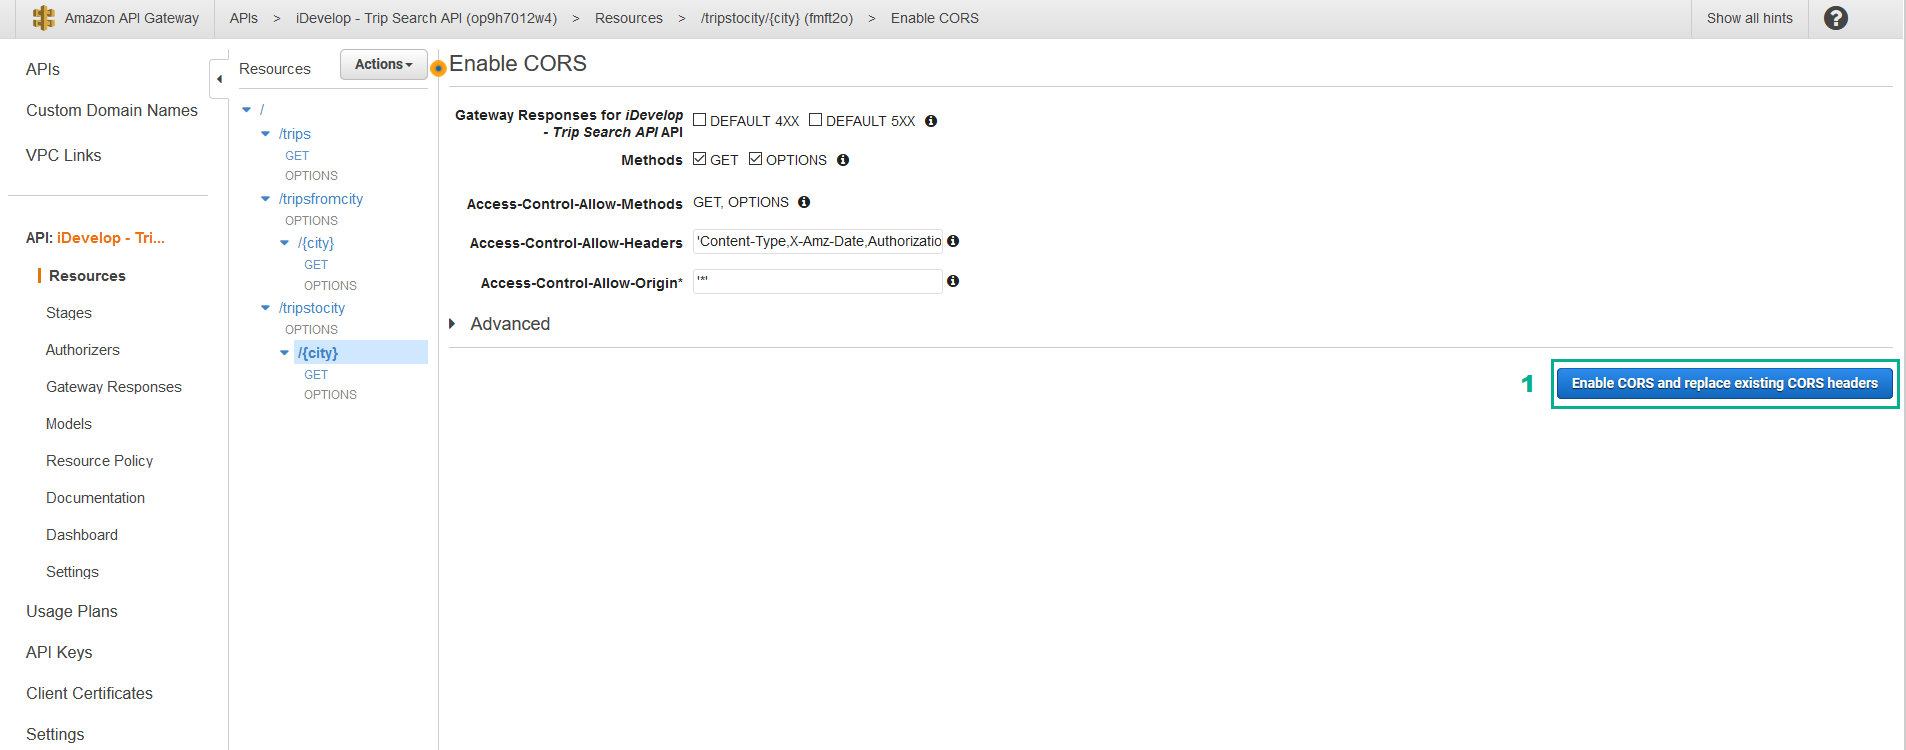 Amazon API Gateway
APIs > iDevelop - Trip Search API (op9h7012w4) > Resources > /tripstocity/{city} (fmft2o) > Enable CORS
Show all hints
?
APIs
Custom Domain Names
VPC Links
API: iDevelop - Tri...
Resources
Stages
Authorizers
Gateway Responses
Models
Resource Policy
Documentation
Dashboard
Settings
Usage Plans
API Keys
Client Certificates
Settings
Resources
Actions
/
/trips
GET
OPTIONS
/tripsfromcity
OPTIONS
/{city}
GET
OPTIONS
/tripstocity
OPTIONS
/{city}
GET
OPTIONS
Enable CORS
Gateway Responses for iDevelop
- Trip Search API API
DEFAULT 4XX DEFAULT 5XX
Methods GET OPTIONS
Access-Control-Allow-Methods GET, OPTIONS
Access-Control-Allow-Headers 'Content-Type,X-Amz-Date,Authorizatio
Access-Control-Allow-Origin* '*'
Advanced
1 Enable CORS and replace existing CORS headers